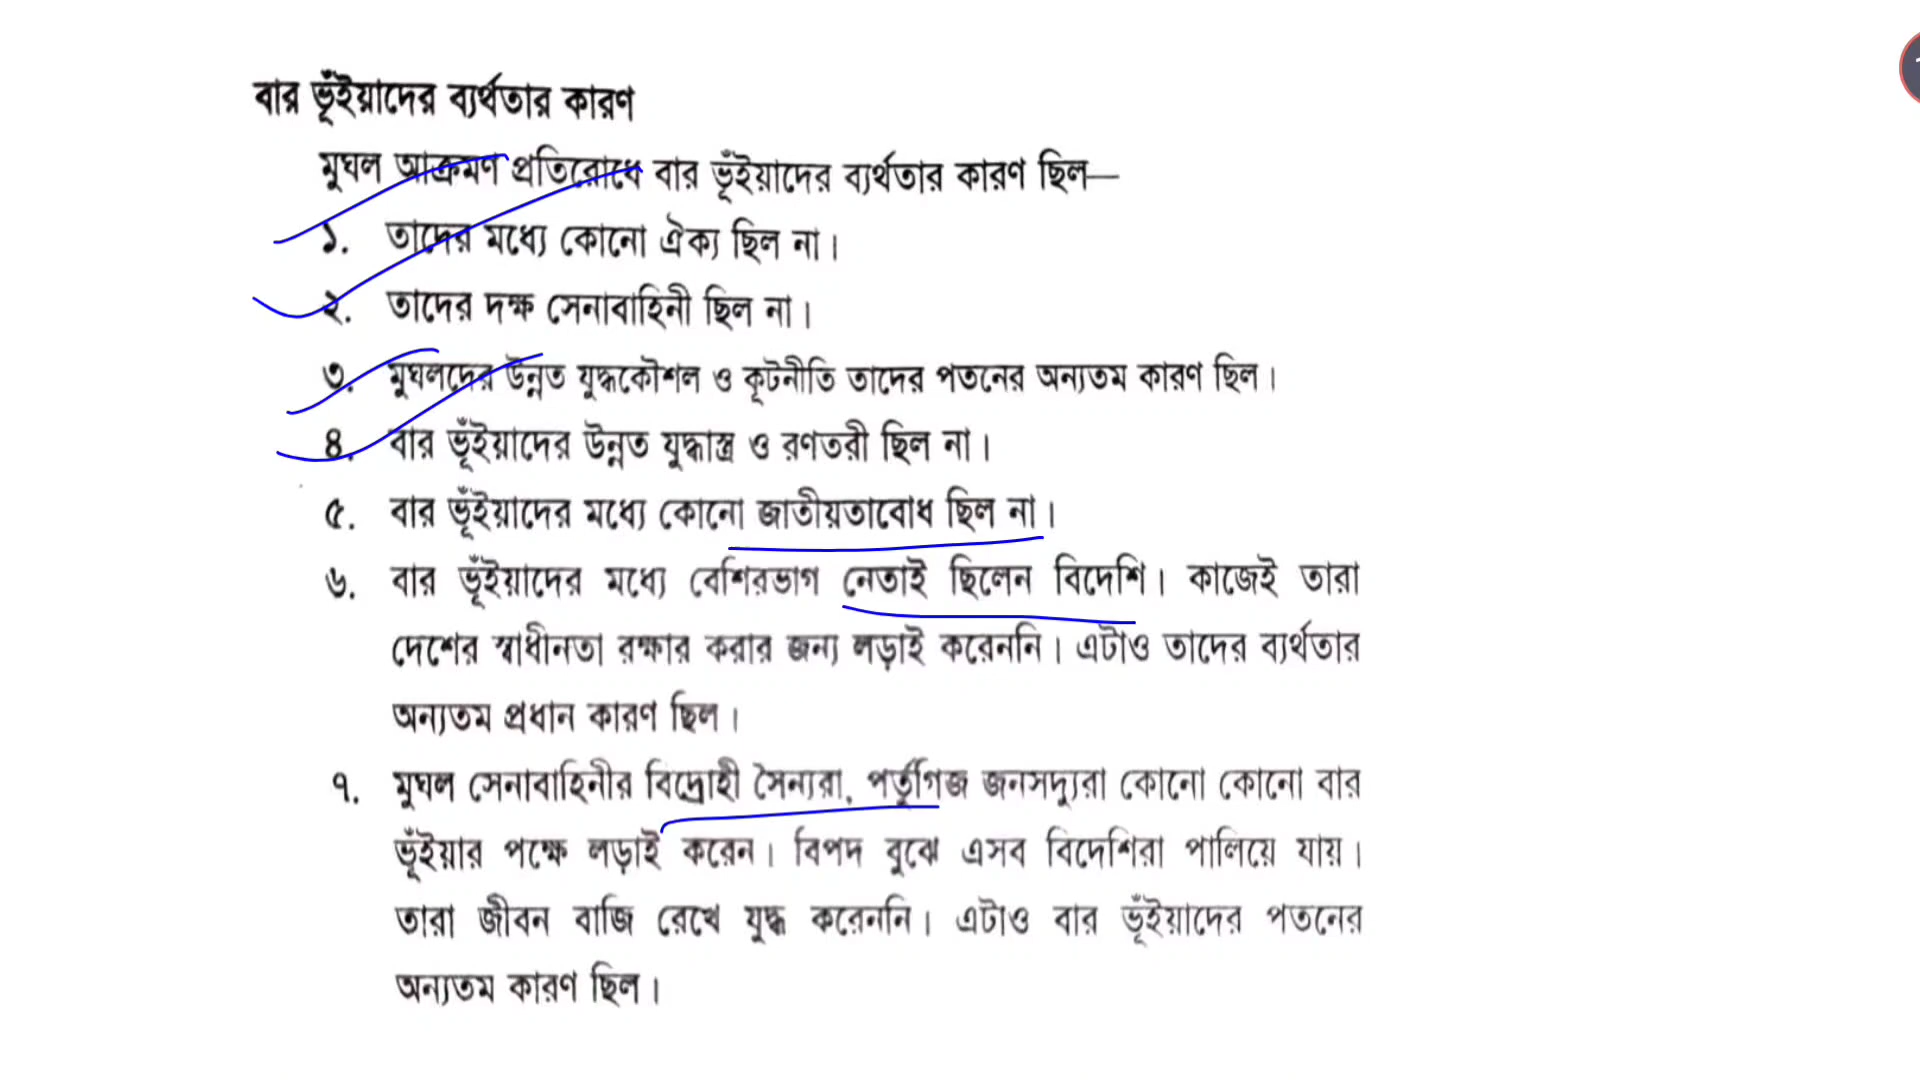 বার ভূঁইয়াদের ব্যর্থতার কারণ
মুঘল আক্রমণ প্রতিরোধে বার ভূঁইয়াদের ব্যর্থতার কারণ ছিল—
১. তাদের মধ্যে কোনো ঐক্য ছিল না।
২. তাদের দক্ষ সেনাবাহিনী ছিল না।
৩. মুঘলদের উন্নত যুদ্ধকৌশল ও কূটনীতি তাদের পতনের অন্যতম কারণ ছিল।
৪. বার ভূঁইয়াদের উন্নত যুদ্ধাস্ত্র ও রণতরী ছিল না।
৫. বার ভূঁইয়াদের মধ্যে কোনো জাতীয়তাবোধ ছিল না।
৬. বার ভূঁইয়াদের মধ্যে বেশিরভাগ নেতাই ছিলেন বিদেশি। কাজেই তারা
দেশের স্বাধীনতা রক্ষার করার জন্য লড়াই করেননি। এটাও তাদের ব্যর্থতার
অন্যতম প্রধান কারণ ছিল।
৭. মুঘল সেনাবাহিনীর বিদ্রোহী সৈন্যরা, পর্তুগিজ জনসদ্যুরা কোনো কোনো বার
ভূঁইয়ার পক্ষে লড়াই করেন। বিপদ বুঝে এসব বিদেশিরা পালিয়ে যায়।
তারা জীবন বাজি রেখে যুদ্ধ করেননি। এটাও বার ভূঁইয়াদের পতনের
অন্যতম কারণ ছিল।